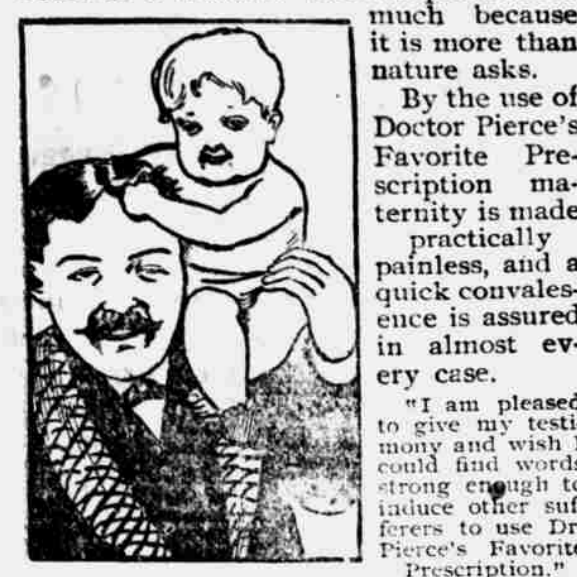 much because
it is more than
nature asks.
By the use of
Doctor Pierce's
Favorite Pre-
scription ma-
ternity is made
practically
painless, and a
quick convales-
ence is assured
in almost ev-
ery case.
"I am pleased
to give my testi
mony and wish I
could find words
strong enough to
induce other suf
ferers to use Dr
Pierce's Favorite
Prescription."